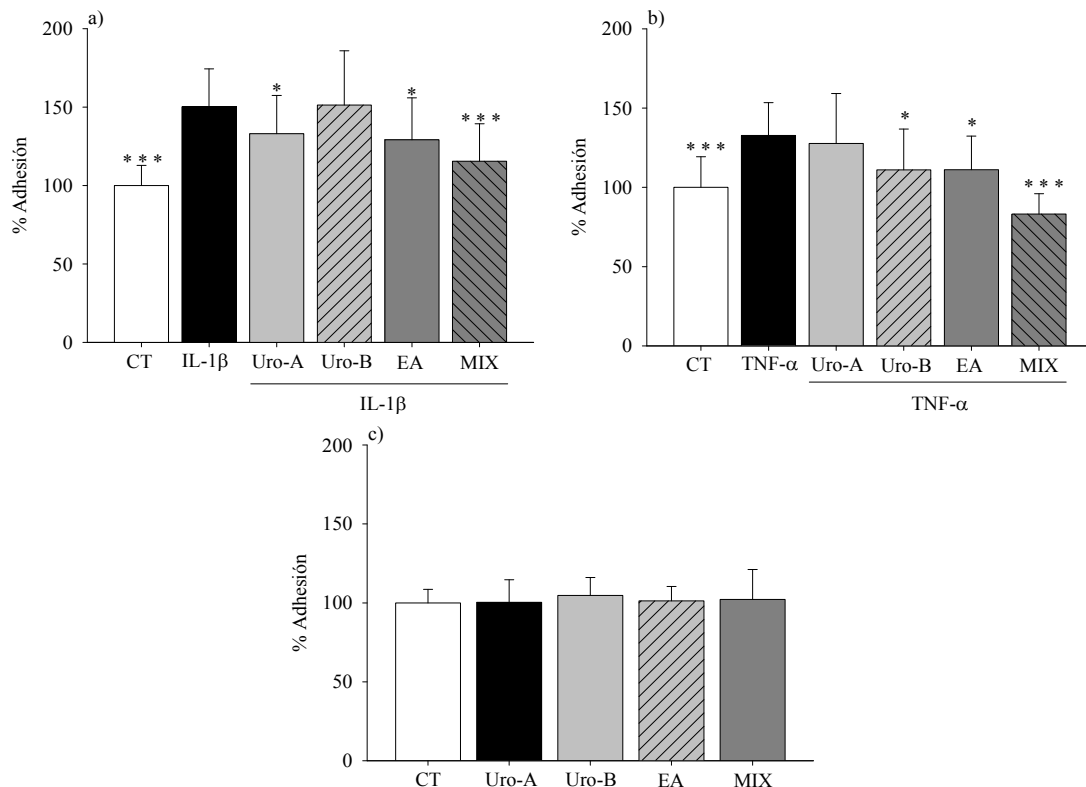 a)
200
150
100
50
0
% Adhesión
* * *
*
*
* * *
CT IL-1β Uro-A Uro-B EA MIX
IL-1β
b)
200
150
100
50
0
% Adhesión
* * *
*
*
* * *
CT TNF-α Uro-A Uro-B EA MIX
TNF-α
c)
200
150
100
50
0
% Adhesión
CT Uro-A Uro-B EA MIX